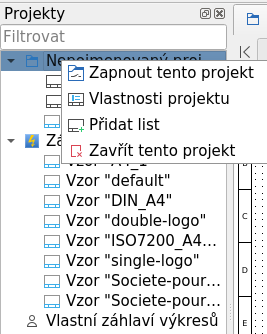 Projekty
Filtrovat
Nepojmenovaný proj...
Zapnout tento projekt
Vlastnosti projektu
Přidat list
Zavřít tento projekt
Vzor "default"
Vzor "DIN_A4"
Vzor "double-logo"
Vzor "ISO7200_A4...
Vzor "single-logo"
Vzor "Societe-pour...
Vzor "Societe-pour...
Vlastní záhlaví výkresů
C
D
E